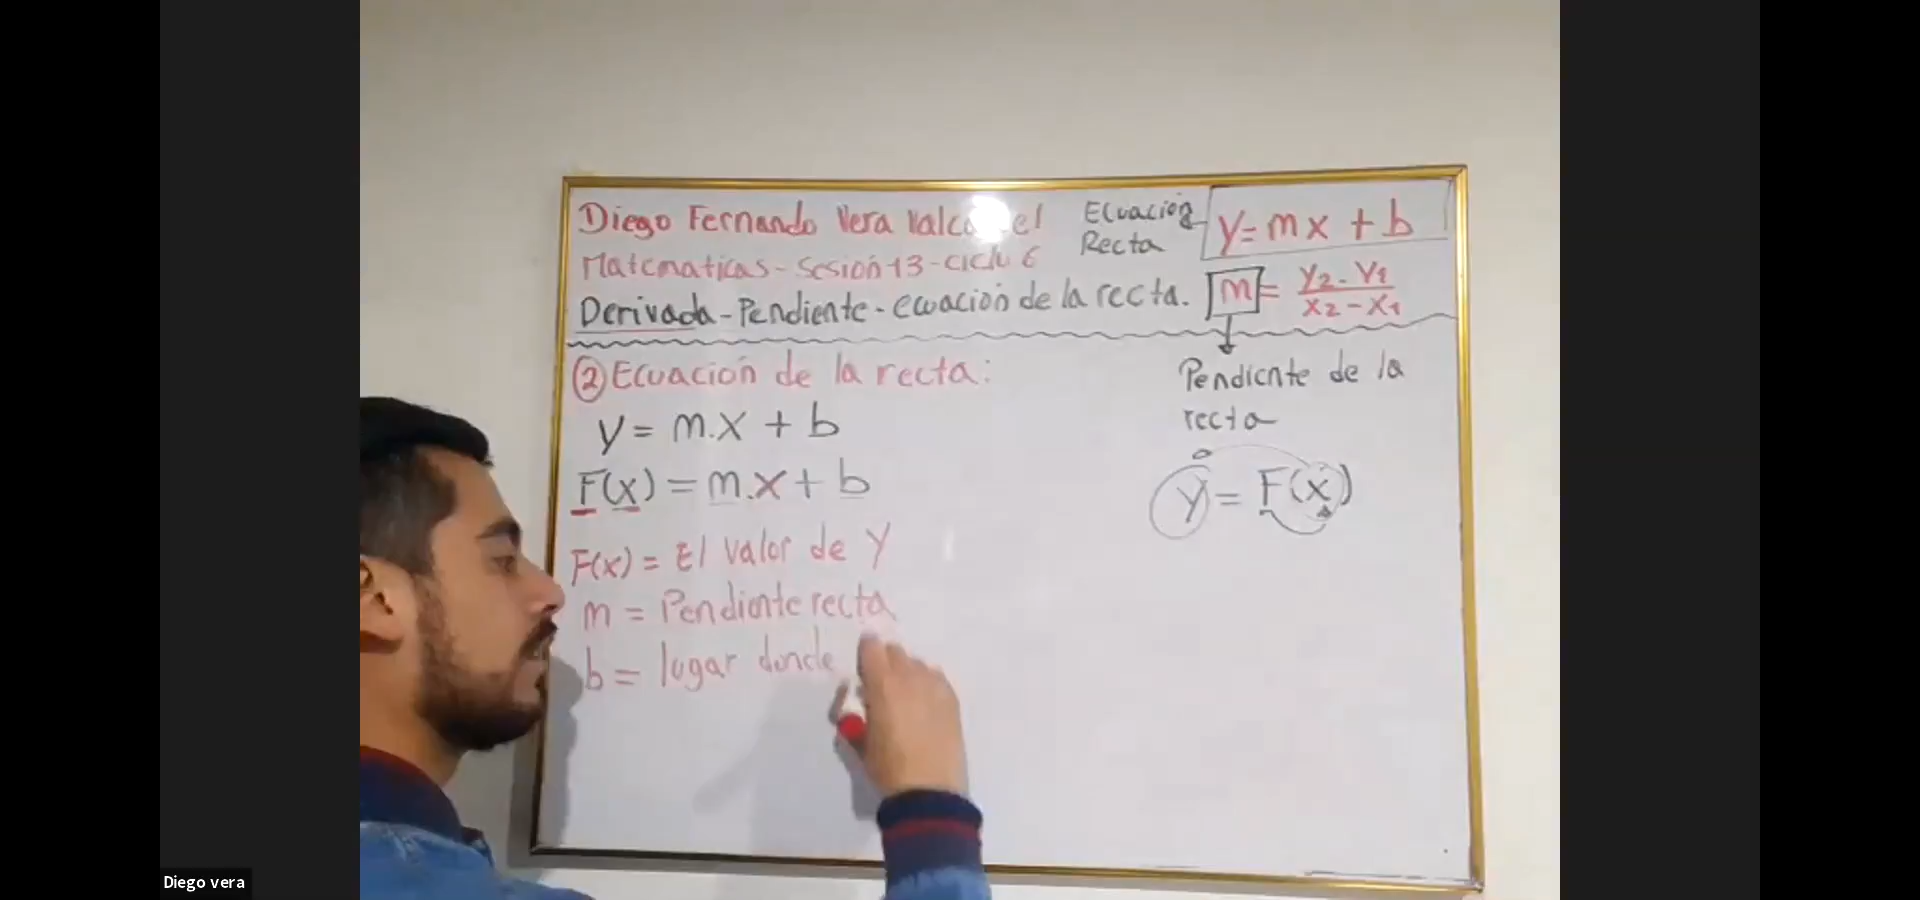 Diego Fernando Vera
Matematicas - Sesión 13 - Ciclo 6
Derivada - Pendiente - ecuación de la recta.
Ecuación
Recta
y = mx + b
m = y2 - y1 / x2 - x1
Pendiente de la
recta
② Ecuación de la recta:
y = m.x + b
F(x) = m.x + b
F(x) = El valor de y
m = Pendiente recta
b = lugar donde
y = F(x)
Diego vera